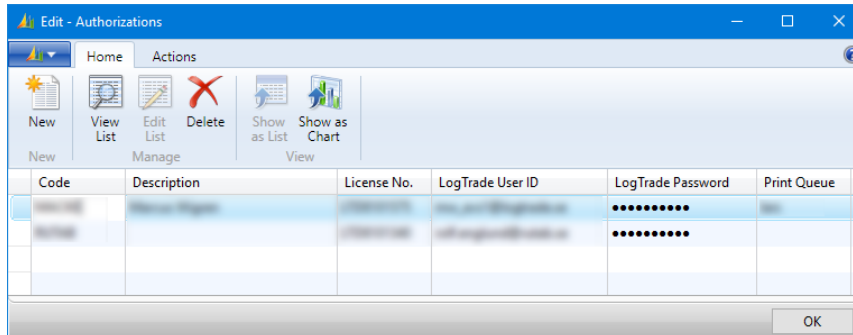 Edit - Authorizations
Home Actions
New View List Edit List Delete Show as List Show as Chart
New Manage View
Code Description License No. LogTrade User ID LogTrade Password Print Queue
●●●●●●●●●●
●●●●●●●●●●
OK